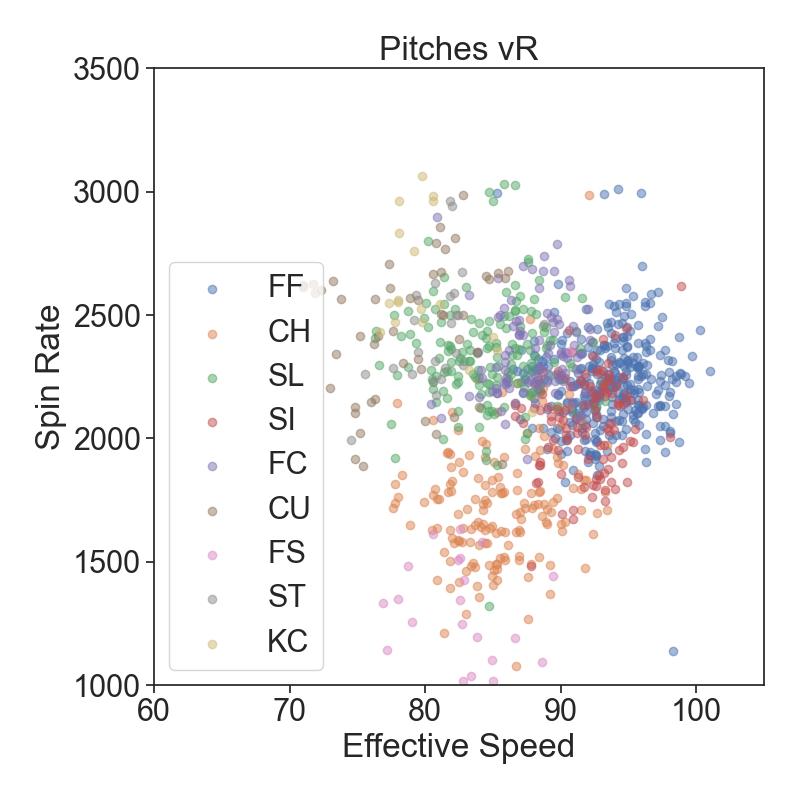 Pitches vR
3500
3000
2500
2000
1500
1000
Spin Rate
FF
CH
SL
SI
FC
CU
FS
ST
KC
60 70 80 90 100
Effective Speed